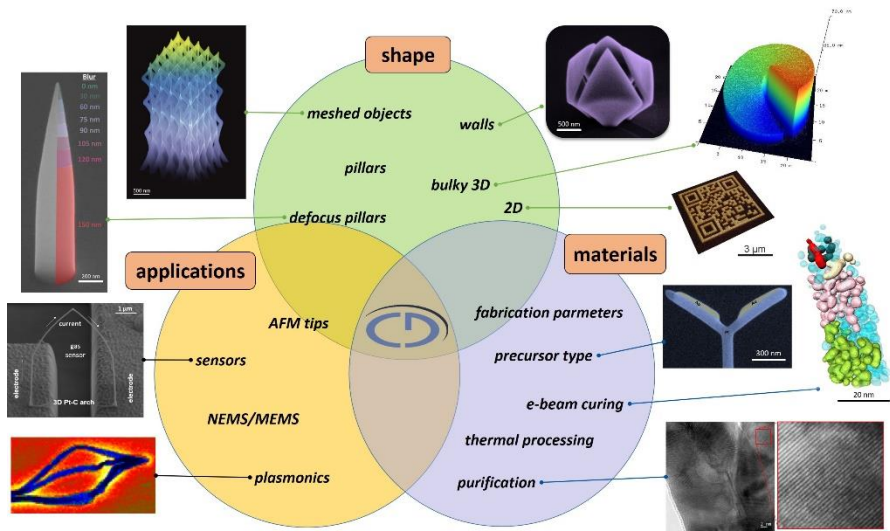 shape
meshed objects
walls
pillars
bulky 3D
defocus pillars
2D
applications
materials
AFM tips
sensors
NEMS/MEMS
plasmonics
fabrication parmeters
precursor type
e-beam curing
thermal processing
purification
Blur
0 nm
60 nm
75 nm
90 nm
105 nm
120 nm
150 nm
200 nm
500 nm
3 µm
300 nm
20 nm
1 µm
current
gas
sensor
electrode
electrode
3D Pt-C arch